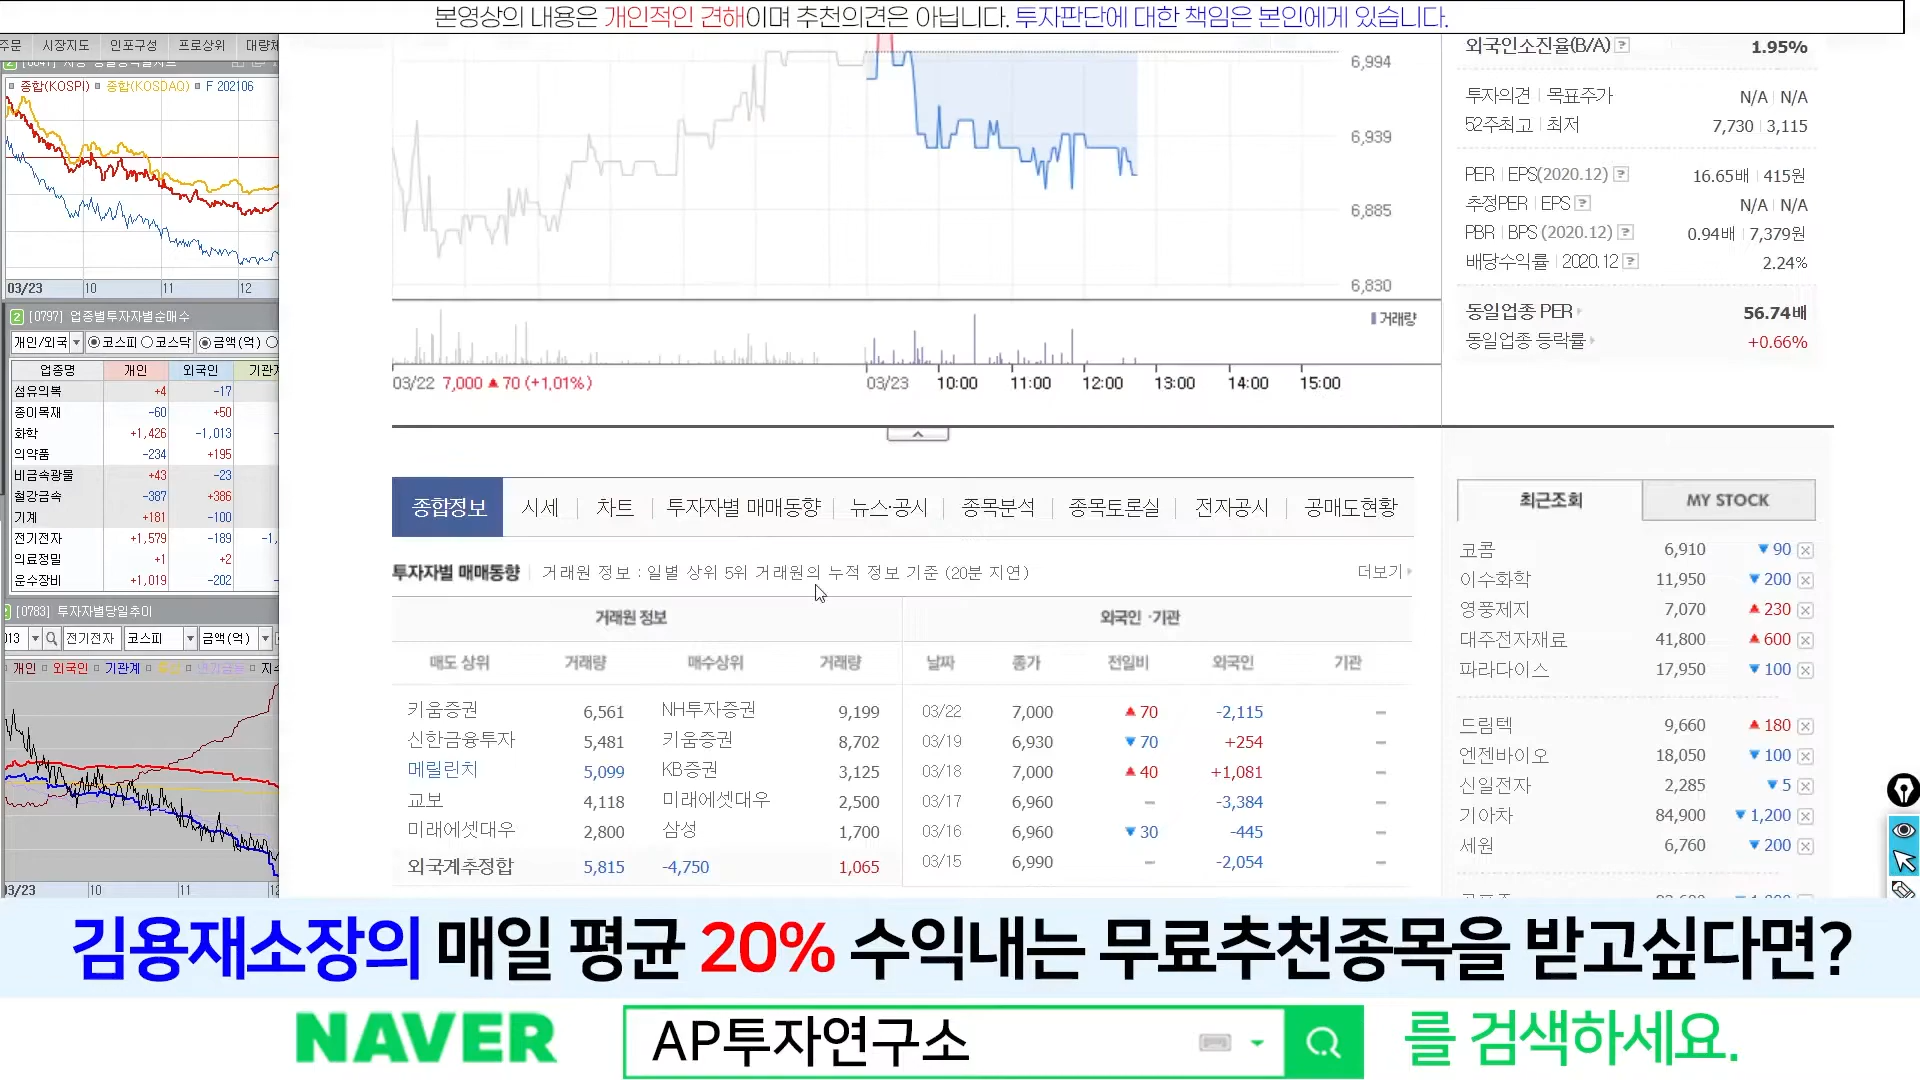 본영상의 내용은 개인적인 견해이며 추천의견은 아닙니다. 투자판단에 대한 책임은 본인에게 있습니다.
주문 시장지도 인포구성 프로상위
종합(KOSPI) 종합(KOSDAQ) F 202106
03/23 10 11 12
2 [0797] 업종별투자자별순매수
개인/외국 코스피 코스닥 금액(억)
업종명 개인 외국인
섬유의복 +4 -17
종이목재 -60 +50
화학 +1,426 -1,013
의약품 -234 +195
비금속광물 +43 -23
철강금속 -387 +386
기계 +181 -100
전기전자 +1,579 -189
의료정밀 +1 +2
운수장비 +1,019 -202
[0783] 투자자별당일추이
013 전기전자 코스피 금액(억)
개인 외국인 기관계
03/23 10 11 12
6,994
6,939
6,885
6,830
거래량
03/22 7,000 ▲ 70 (+1,01%) 03/23 10:00 11:00 12:00 13:00 14:00 15:00
외국인소진율(B/A) ? 1.95%
투자의견 | 목표주가 N/A | N/A
52주최고 | 최저 7,730 | 3,115
PER | EPS(2020.12) ? 16.65배 | 415원
추정PER | EPS ? N/A | N/A
PBR | BPS (2020.12) ? 0.94배 | 7,379원
배당수익률 | 2020.12 ? 2.24%
동일업종 PER 56.74배
동일업종 등락률 +0.66%
종합정보 시세 차트 투자자별 매매동향 뉴스·공시 종목분석 종목토론실 전자공시 공매도현황
투자자별 매매동향 거래원 정보 : 일별 상위 5위 거래원의 누적 정보 기준 (20분 지연) 더보기
거래원 정보 외국인·기관
매도 상위 거래량 매수상위 거래량 날짜 종가 전일비 외국인 기관
키움증권 6,561 NH투자증권 9,199 03/22 7,000 ▲ 70 -2,115 -
신한금융투자 5,481 키움증권 8,702 03/19 6,930 ▼ 70 +254 -
메릴린치 5,099 KB증권 3,125 03/18 7,000 ▲ 40 +1,081 -
교보 4,118 미래에셋대우 2,500 03/17 6,960 - -3,384 -
미래에셋대우 2,800 삼성 1,700 03/16 6,960 ▼ 30 -445 -
외국계추정합 5,815 -4,750 1,065 03/15 6,990 - -2,054 -
최근조회 MY STOCK
코콤 6,910 ▼ 90
이수화학 11,950 ▼ 200
영풍제지 7,070 ▲ 230
대주전자재료 41,800 ▲ 600
파라다이스 17,950 ▼ 100
드림텍 9,660 ▲ 180
엔젠바이오 18,050 ▼ 100
신일전자 2,285 ▼ 5
기아차 84,900 ▼ 1,200
세원 6,760 ▼ 200
김용재소장의 매일 평균 20% 수익내는 무료추천종목을 받고싶다면?
NAVER AP투자연구소 를 검색하세요.